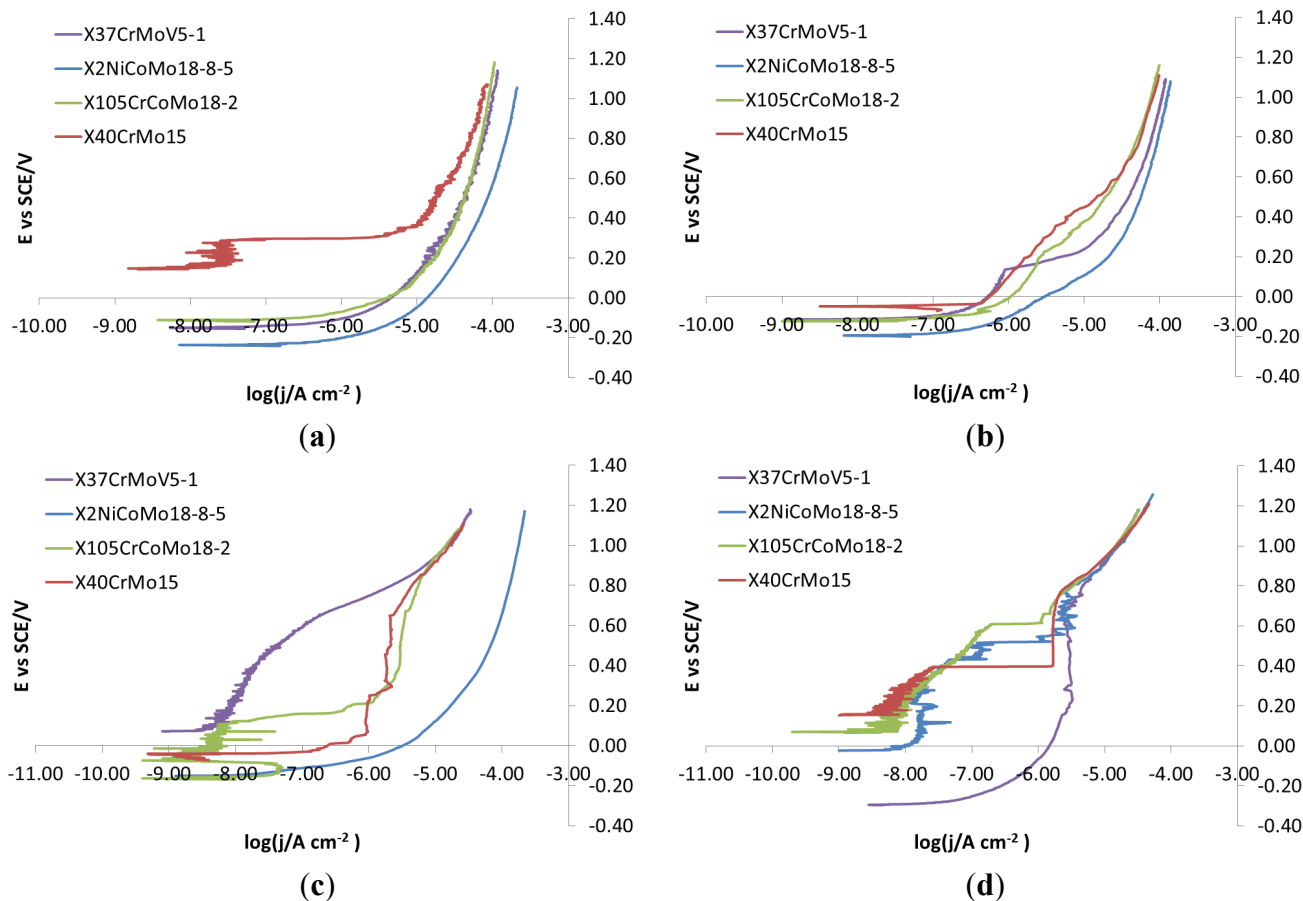 X37CrMoV5-1
X2NiCoMo18-8-5
X105CrCoMo18-2
X40CrMo15
E vs SCE/V
1.40
1.20
1.00
0.80
0.60
0.40
0.20
0.00
-0.20
-0.40
-10.00 -9.00 -8.00 -7.00 -6.00 -5.00 -4.00 -3.00
log(j/A cm⁻² )
(a)
X37CrMoV5-1
X2NiCoMo18-8-5
X105CrCoMo18-2
X40CrMo15
E vs SCE/V
1.40
1.20
1.00
0.80
0.60
0.40
0.20
0.00
-0.20
-0.40
-10.00 -9.00 -8.00 -7.00 -6.00 -5.00 -4.00 -3.00
log(j/A cm⁻² )
(b)
X37CrMoV5-1
X2NiCoMo18-8-5
X105CrCoMo18-2
X40CrMo15
E vs SCE/V
1.40
1.20
1.00
0.80
0.60
0.40
0.20
0.00
-0.20
-0.40
-11.00 -10.00 -9.00 -8.00 -7.00 -6.00 -5.00 -4.00 -3.00
log(j/A cm⁻² )
(c)
X37CrMoV5-1
X2NiCoMo18-8-5
X105CrCoMo18-2
X40CrMo15
E vs SCE/V
1.40
1.20
1.00
0.80
0.60
0.40
0.20
0.00
-0.20
-0.40
-11.00 -10.00 -9.00 -8.00 -7.00 -6.00 -5.00 -4.00 -3.00
log(j/A cm⁻² )
(d)